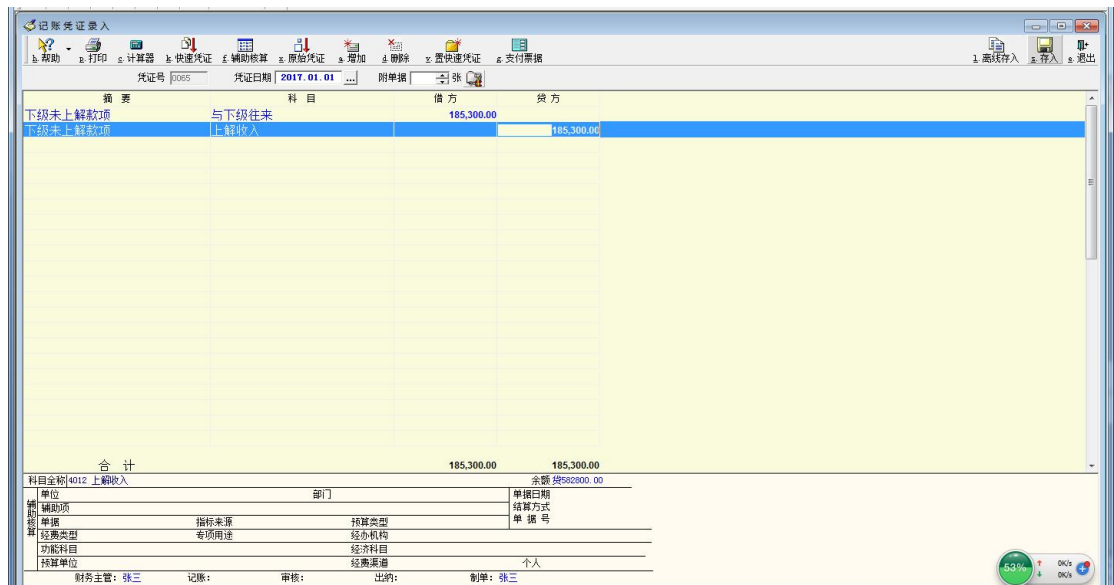 记账凭证录入
h.帮助 p.打印 c.计算器 k.快速凭证 f.辅助核算 x.原始凭证 a.增加 d.删除 z.置快速凭证 g.支付票据 l.离线存入 s.存入 e.退出
凭证号 0065 凭证日期 2017.01.01 ... 附单据 张
摘 要 科 目 借 方 贷 方
下级未上解款项 与下级往来 185,300.00
下级未上解款项 上解收入 185,300.00
合 计 185,300.00 185,300.00
科目全称 4012 上解收入 余额 贷582800.00
辅助核算
单位 部门 单据日期
辅助项 结算方式
单据 指标来源 预算类型 单 据 号
经费类型 专项用途 经办机构
功能科目 经济科目
预算单位 经费渠道 个人
财务主管: 张三 记账: 审核: 出纳: 制单: 张三
53% 0K/s
0K/s